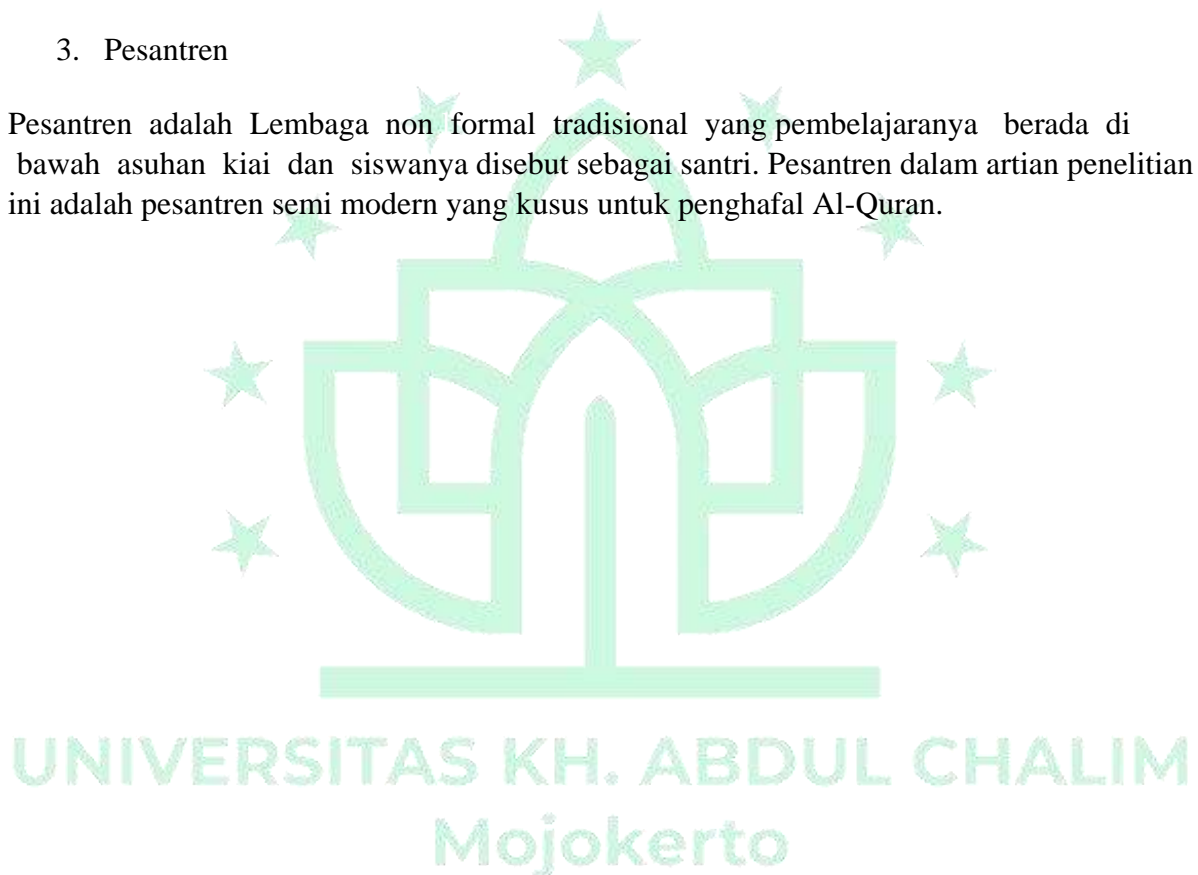 3. Pesantren
Pesantren adalah Lembaga non formal tradisional yang pembelajaranya berada di
bawah asuhan kiai dan siswanya disebut sebagai santri. Pesantren dalam artian penelitian
ini adalah pesantren semi modern yang kusus untuk penghafal Al-Quran.
UNIVERSITAS KH. ABDUL CHALIM
Mojokerto